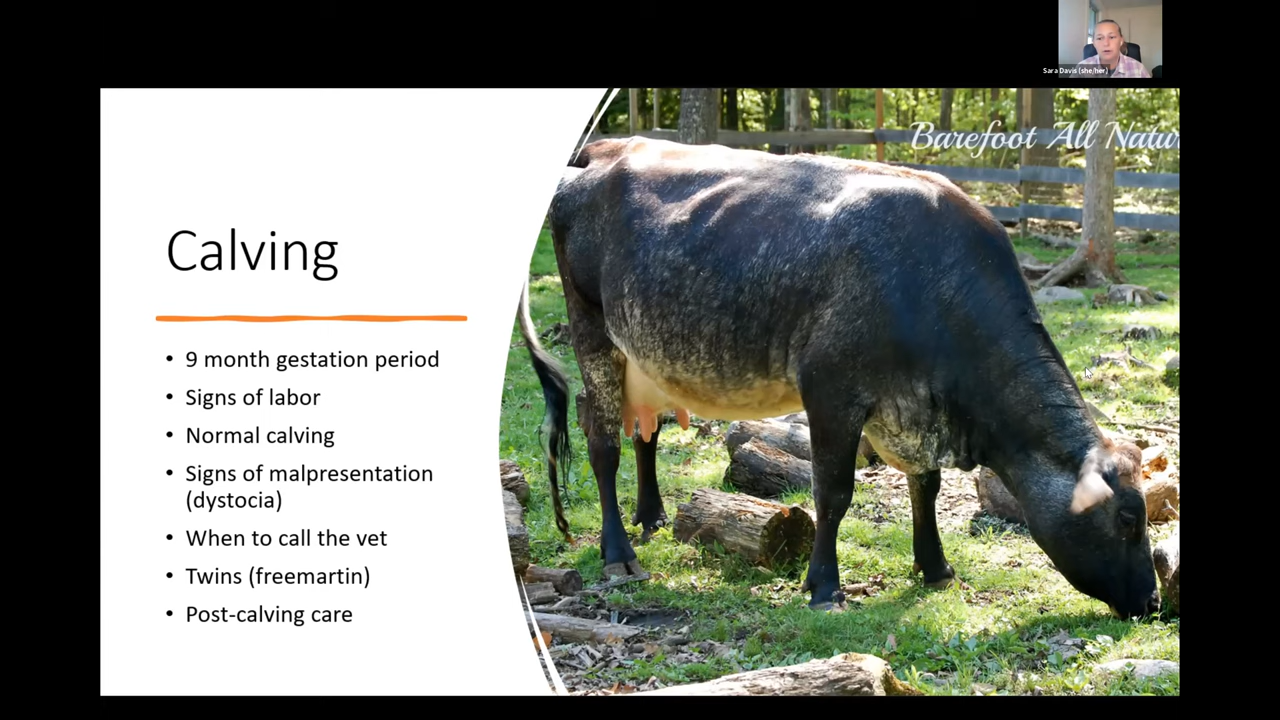 Sara Davis (she/her)
Barefoot All Natur
Calving
• 9 month gestation period
• Signs of labor
• Normal calving
• Signs of malpresentation
(dystocia)
• When to call the vet
• Twins (freemartin)
• Post-calving care